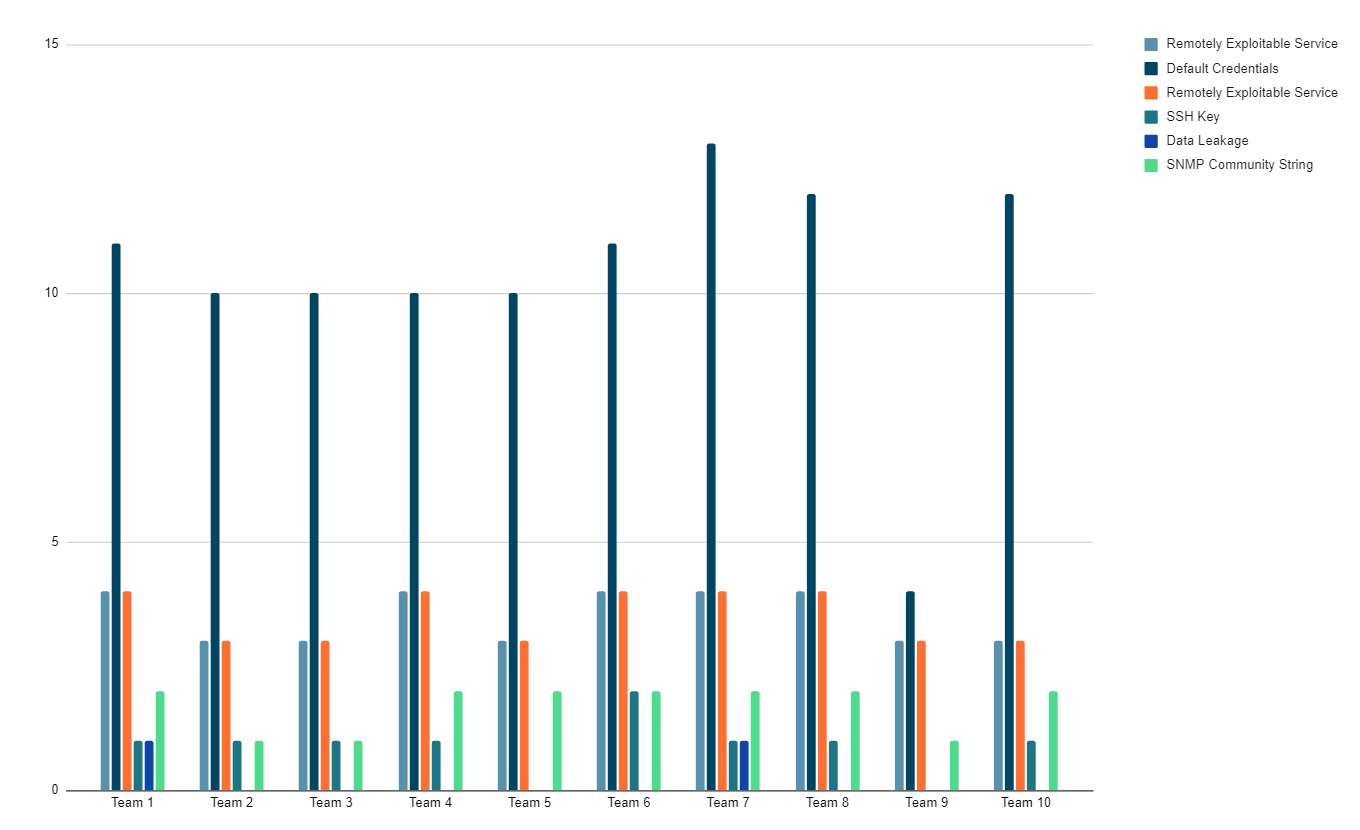 15
10
5
0
Team 1
Team 2
Team 3
Team 4
Team 5
Team 6
Team 7
Team 8
Team 9
Team 10
Remotely Exploitable Service
Default Credentials
Remotely Exploitable Service
SSH Key
Data Leakage
SNMP Community String